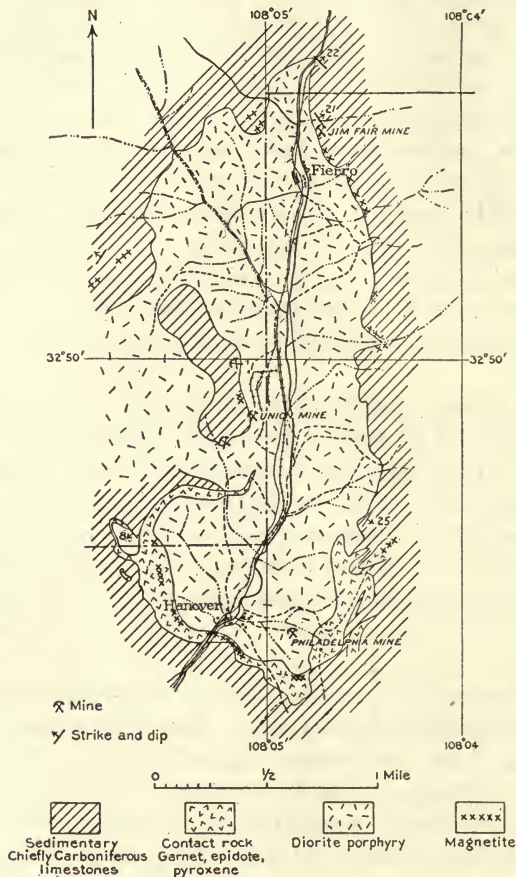 108°05' 108°04'
N
22
21
JIM FAIR MINE
Fierro
32°50' 32°50'
UNION MINE
25
8
Hanover
PHILADELPHIA MINE
Mine
Strike and dip
108°05 108°04
0 1/2 1 Mile
Sedimentary
Chiefly Carboniferous
limestones
Contact rock
Garnet, epidote,
pyroxene
Diorite porphyry
Magnetite